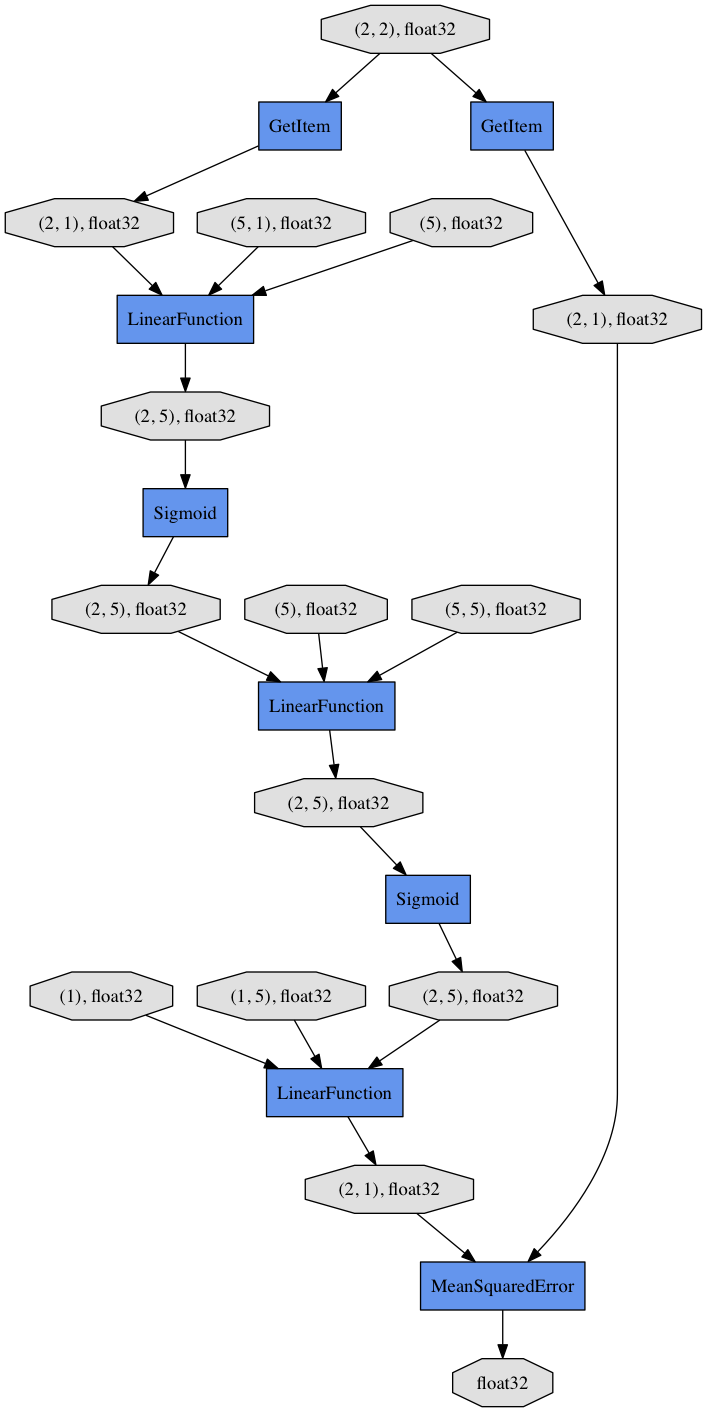 (2, 2), float32
GetItem
GetItem
(2, 1), float32
(5, 1), float32
(5), float32
LinearFunction
(2, 1), float32
(2, 5), float32
Sigmoid
(2, 5), float32
(5), float32
(5, 5), float32
LinearFunction
(2, 5), float32
Sigmoid
(1), float32
(1, 5), float32
(2, 5), float32
LinearFunction
(2, 1), float32
MeanSquaredError
float32